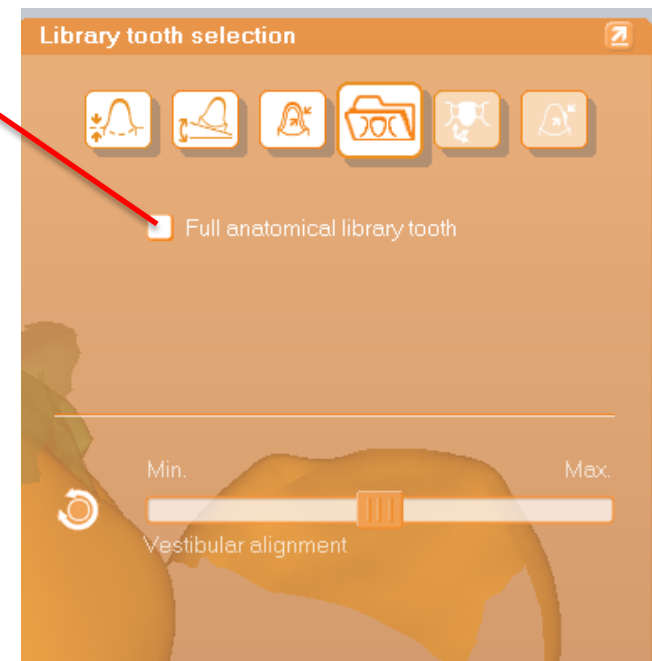 Library tooth selection
Full anatomical library tooth
Min. Max.
Vestibular alignment